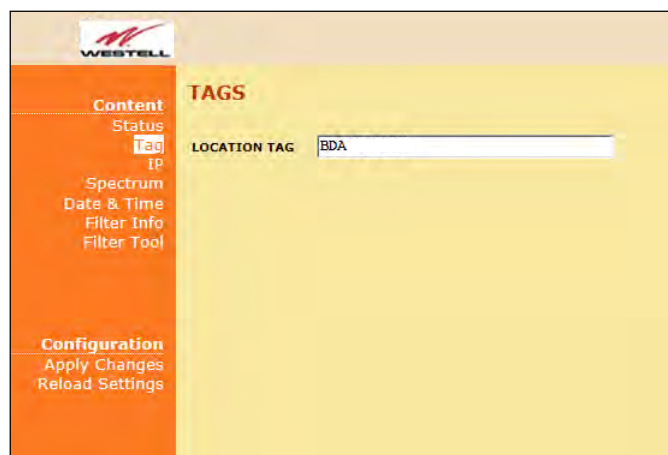 WESTELL
Content
Status
Tag
IP
Spectrum
Date & Time
Filter Info
Filter Tool
Configuration
Apply Changes
Reload Settings
TAGS
LOCATION TAG BDA